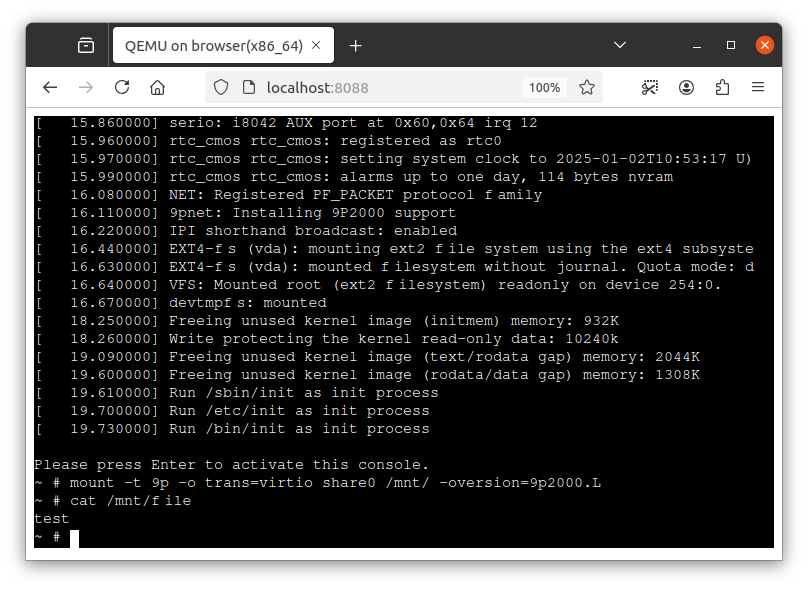 QEMU on browser(x86_64)
localhost:8088
100%
[   15.860000] serio: i8042 AUX port at 0x60,0x64 irq 12
[   15.960000] rtc_cmos rtc_cmos: registered as rtc0
[   15.970000] rtc_cmos rtc_cmos: setting system clock to 2025-01-02T10:53:17 U)
[   15.990000] rtc_cmos rtc_cmos: alarms up to one day, 114 bytes nvram
[   16.080000] NET: Registered PF_PACKET protocol family
[   16.110000] 9pnet: Installing 9P2000 support
[   16.220000] IPI shorthand broadcast: enabled
[   16.440000] EXT4-fs (vda): mounting ext2 file system using the ext4 subsyste
[   16.630000] EXT4-fs (vda): mounted filesystem without journal. Quota mode: d
[   16.640000] VFS: Mounted root (ext2 filesystem) readonly on device 254:0.
[   16.670000] devtmpfs: mounted
[   18.250000] Freeing unused kernel image (initmem) memory: 932K
[   18.260000] Write protecting the kernel read-only data: 10240k
[   19.090000] Freeing unused kernel image (text/rodata gap) memory: 2044K
[   19.600000] Freeing unused kernel image (rodata/data gap) memory: 1308K
[   19.610000] Run /sbin/init as init process
[   19.700000] Run /etc/init as init process
[   19.730000] Run /bin/init as init process
Please press Enter to activate this console.
~ # mount -t 9p -o trans=virtio share0 /mnt/ -oversion=9p2000.L
~ # cat /mnt/file
test
~ #